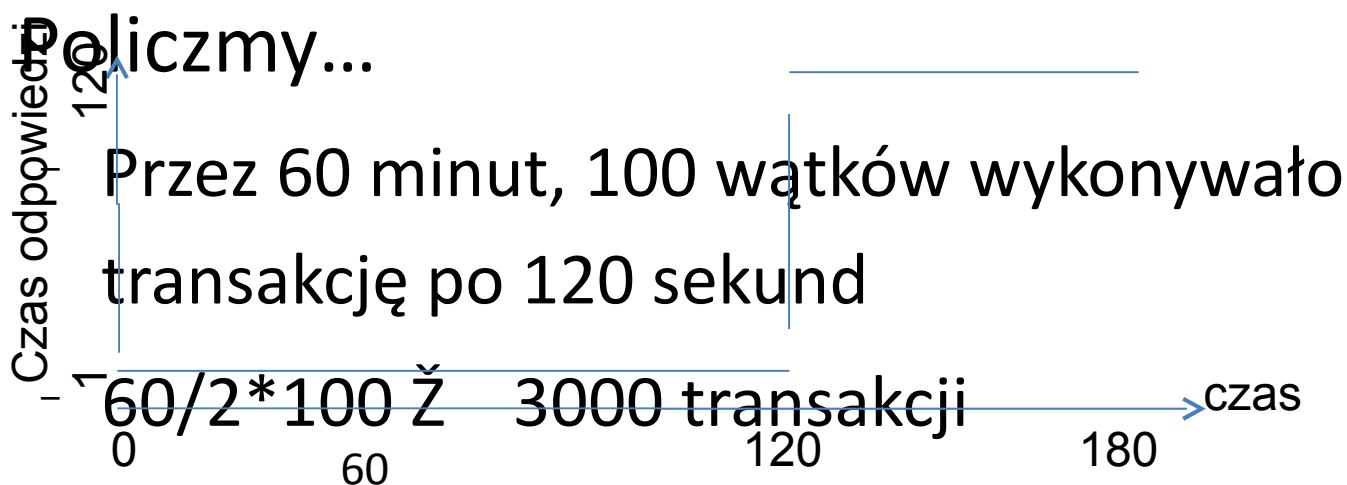 Policzmy...
Przez 60 minut, 100 wątków wykonywało
transakcję po 120 sekund
60/2*100 Ž 3000 transakcji
Czas odpowiedzi
120
1
czas
0
60
120
180